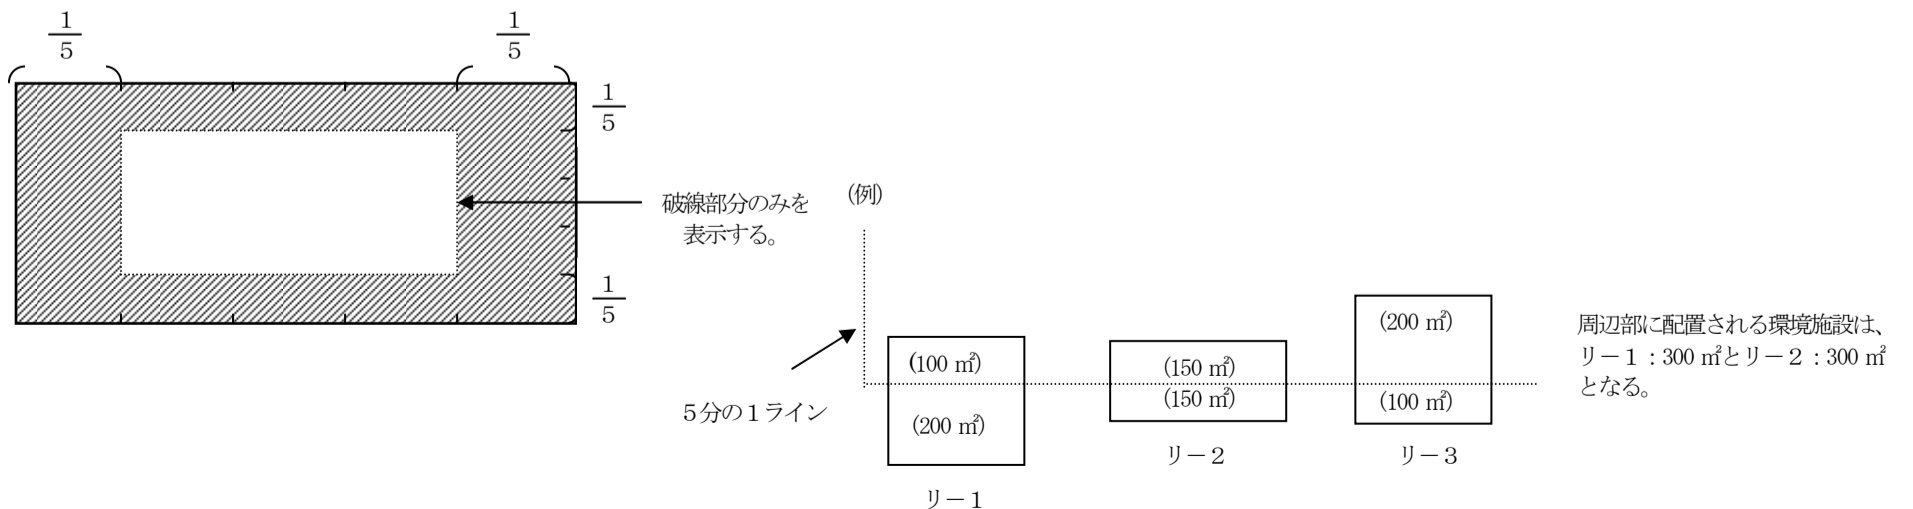 1
5
1
5
1
5
1
5
破線部分のみを
表示する。
(例)
5分の1ライン
(100 ㎡)
(200 ㎡)
リー1
(150 ㎡)
(150 ㎡)
リー2
(200 ㎡)
(100 ㎡)
リー3
周辺部に配置される環境施設は、
リー1:300 ㎡とリー2:300 ㎡
となる。